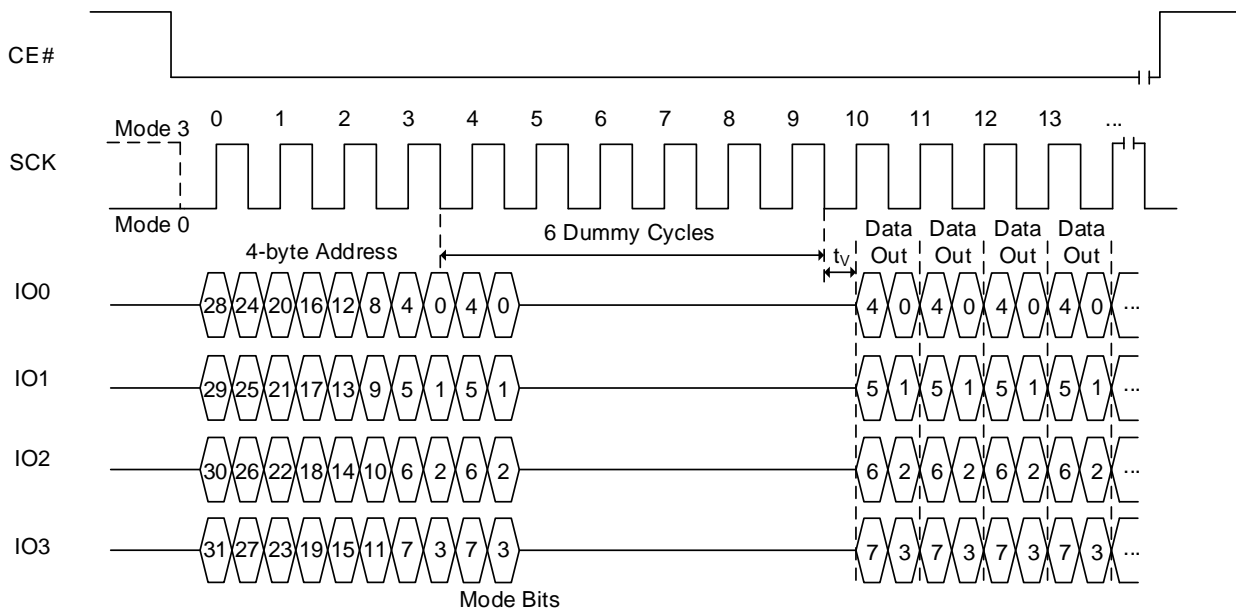 CE#
0 1 2 3 4 5 6 7 8 9 10 11 12 13 ...
Mode 3
SCK
Mode 0
6 Dummy Cycles
Data Data Data Data
4-byte Address
tV
Out Out Out Out
IO0
28 24 20 16 12 8 4 0 4 0 4 0 4 0 4 0 4 0 ...
IO1
29 25 21 17 13 9 5 1 5 1 5 1 5 1 5 1 5 1 ...
IO2
30 26 22 18 14 10 6 2 6 2 6 2 6 2 6 2 6 2 ...
IO3
31 27 23 19 15 11 7 3 7 3 7 3 7 3 7 3 7 3 ...
Mode Bits